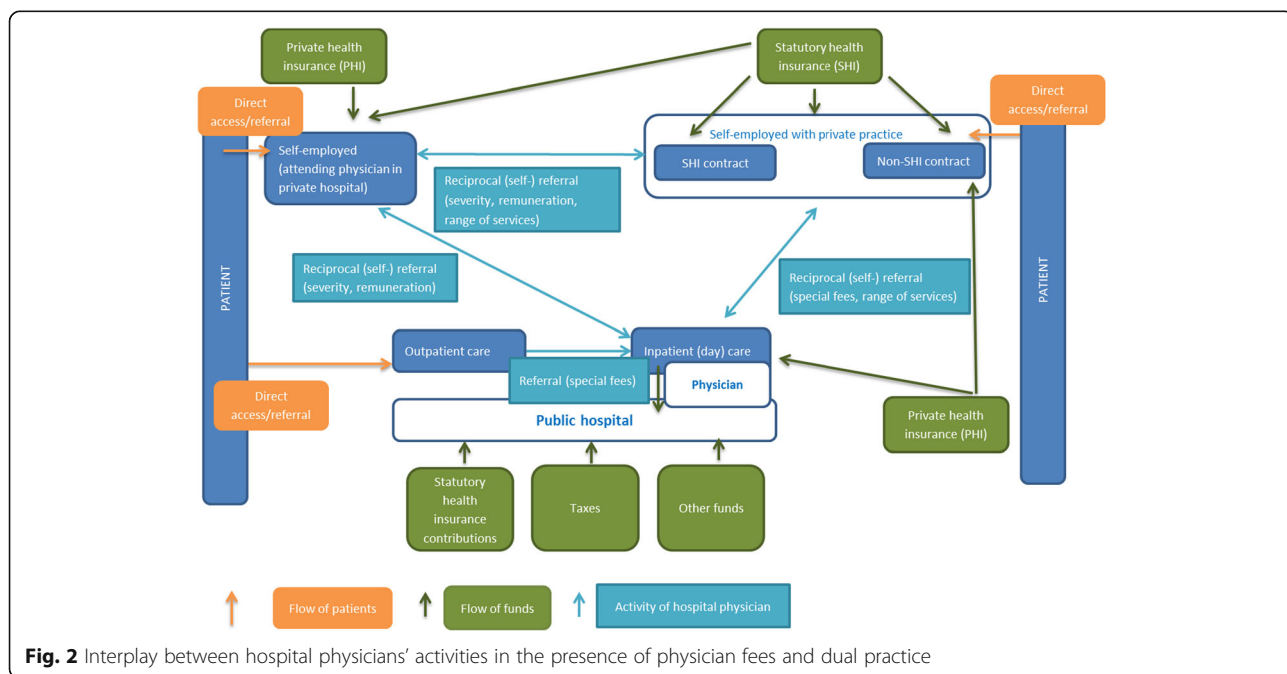 Private health
insurance (PHI)
Statutory health
insurance (SHI)
Direct
access/referral
Direct
access/referral
Self-employed
(attending physician in
private hospital)
Self-employed with private practice
SHI contract
Non-SHI contract
Reciprocal (self-) referral
(severity, remuneration,
range of services)
PATIENT
PATIENT
Reciprocal (self-) referral
(severity, remuneration)
Reciprocal (self-) referral
(special fees, range of services)
Outpatient care
Inpatient (day) care
Referral (special fees)
Physician
Direct
access/referral
Public hospital
Private health
insurance (PHI)
Statutory
health
insurance
contributions
Taxes
Other funds
Flow of patients
Flow of funds
Activity of hospital physician
Fig. 2 Interplay between hospital physicians' activities in the presence of physician fees and dual practice